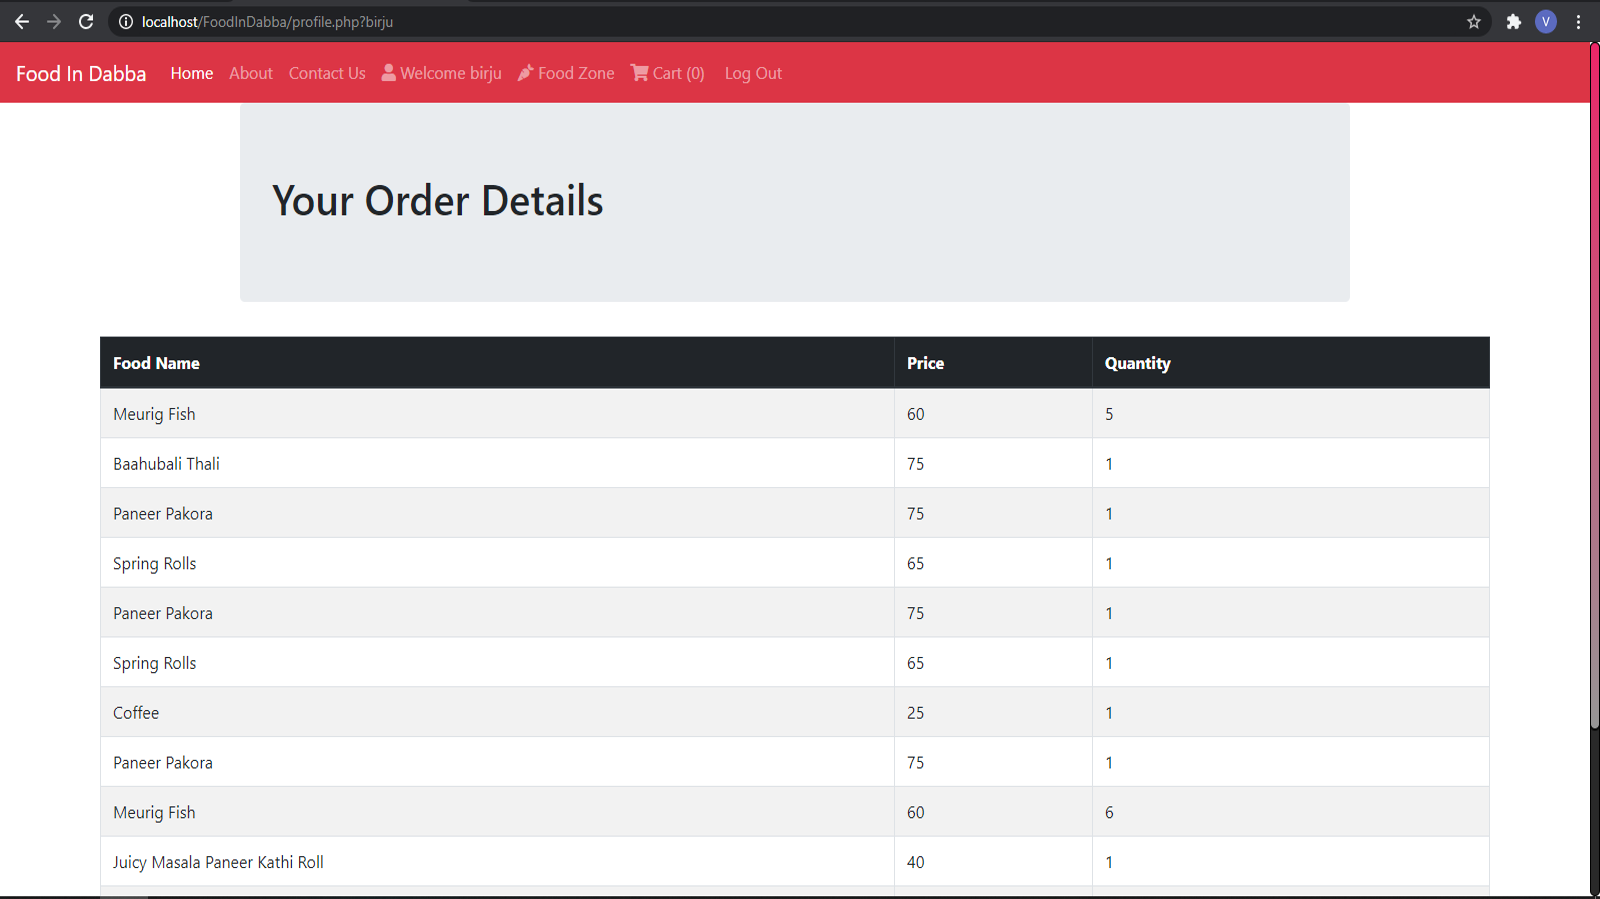 localhost/FoodInDabba/profile.php?birju
V
Food In Dabba Home About Contact Us Welcome birju Food Zone Cart (0) Log Out
Your Order Details
Food Name Price Quantity
Meurig Fish 60 5
Baahubali Thali 75 1
Paneer Pakora 75 1
Spring Rolls 65 1
Paneer Pakora 75 1
Spring Rolls 65 1
Coffee 25 1
Paneer Pakora 75 1
Meurig Fish 60 6
Juicy Masala Paneer Kathi Roll 40 1